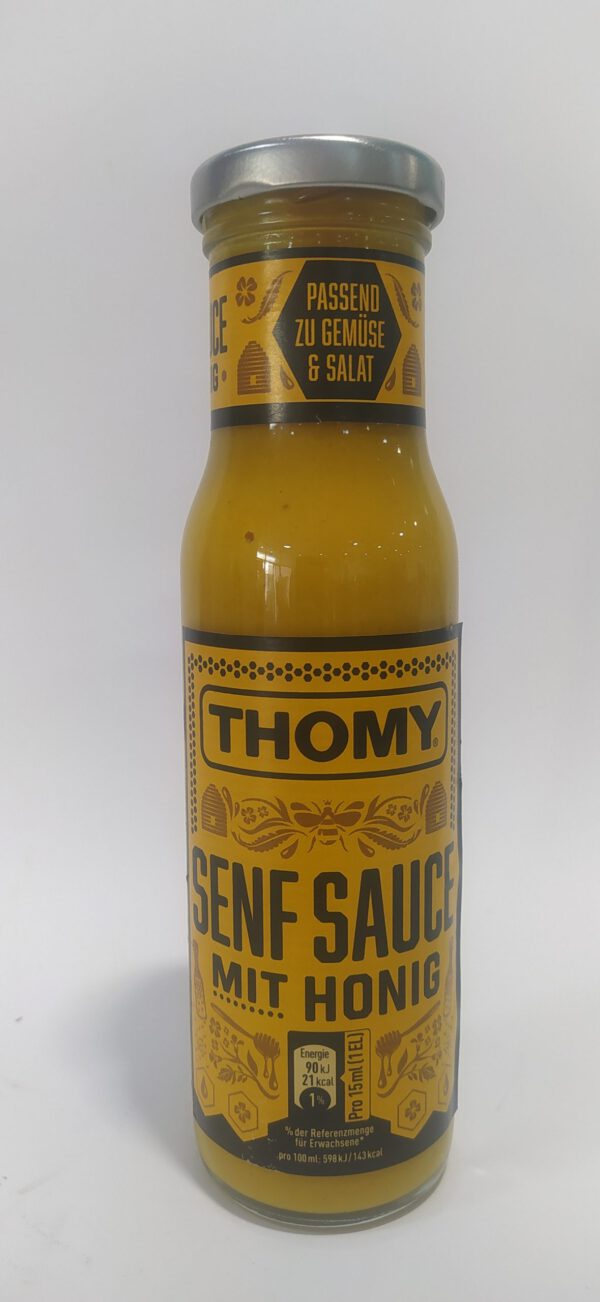 PASSEND
ZU GEMÜSE
& SALAT
THOMY®
SENF SAUCE
MIT HONIG
Energie
90 kJ
21 kcal
1%
Pro 15 ml (1 EL)
% der Referenzmenge
für Erwachsene*
pro 100 ml: 598 kJ / 143 kcal